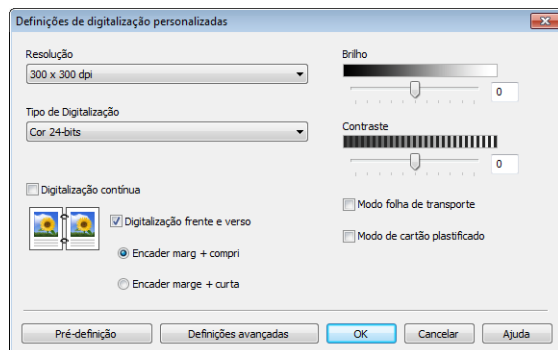 Definições de digitalização personalizadas
Resolução
300 x 300 dpi
Tipo de Digitalização
Cor 24-bits
Digitalização contínua
Digitalização frente e verso
Encader marg + compri
Encader marge + curta
Brilho
0
Contraste
0
Modo folha de transporte
Modo de cartão plastificado
Pré-definição
Definições avançadas
OK
Cancelar
Ajuda